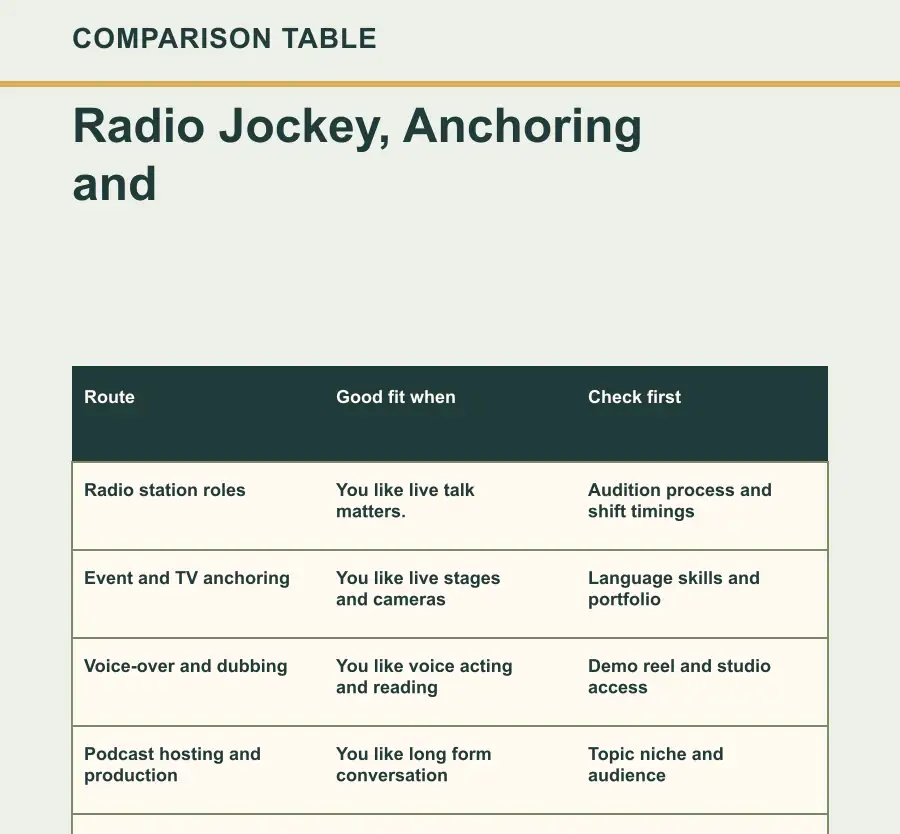 COMPARISON TABLE
Radio Jockey, Anchoring
and
Route
Good fit when
Check first
Radio station roles
You like live talk
matters.
Audition process and
shift timings
Event and TV anchoring
You like live stages
and cameras
Language skills and
portfolio
Voice-over and dubbing
You like voice acting
and reading
Demo reel and studio
access
Podcast hosting and
production
You like long form
conversation
Topic niche and
audience